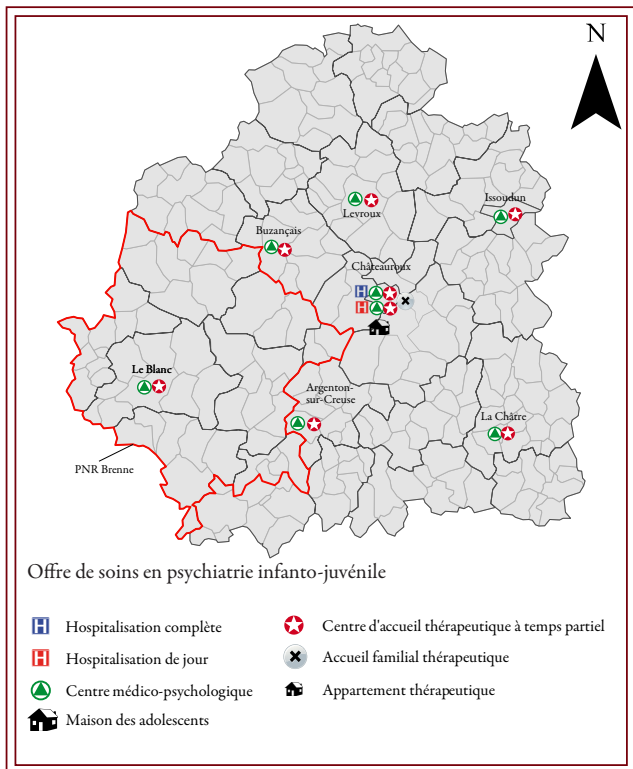 N
Issoudun
Levroux
Buzançais
Châteauroux
H
H
Le Blanc
Argenton-
sur-Creuse
La Châtre
PNR Brenne
Offre de soins en psychiatrie infanto-juvénile
H Hospitalisation complète
Centre d'accueil thérapeutique à temps partiel
H Hospitalisation de jour
Accueil familial thérapeutique
Centre médico-psychologique
Appartement thérapeutique
Maison des adolescents